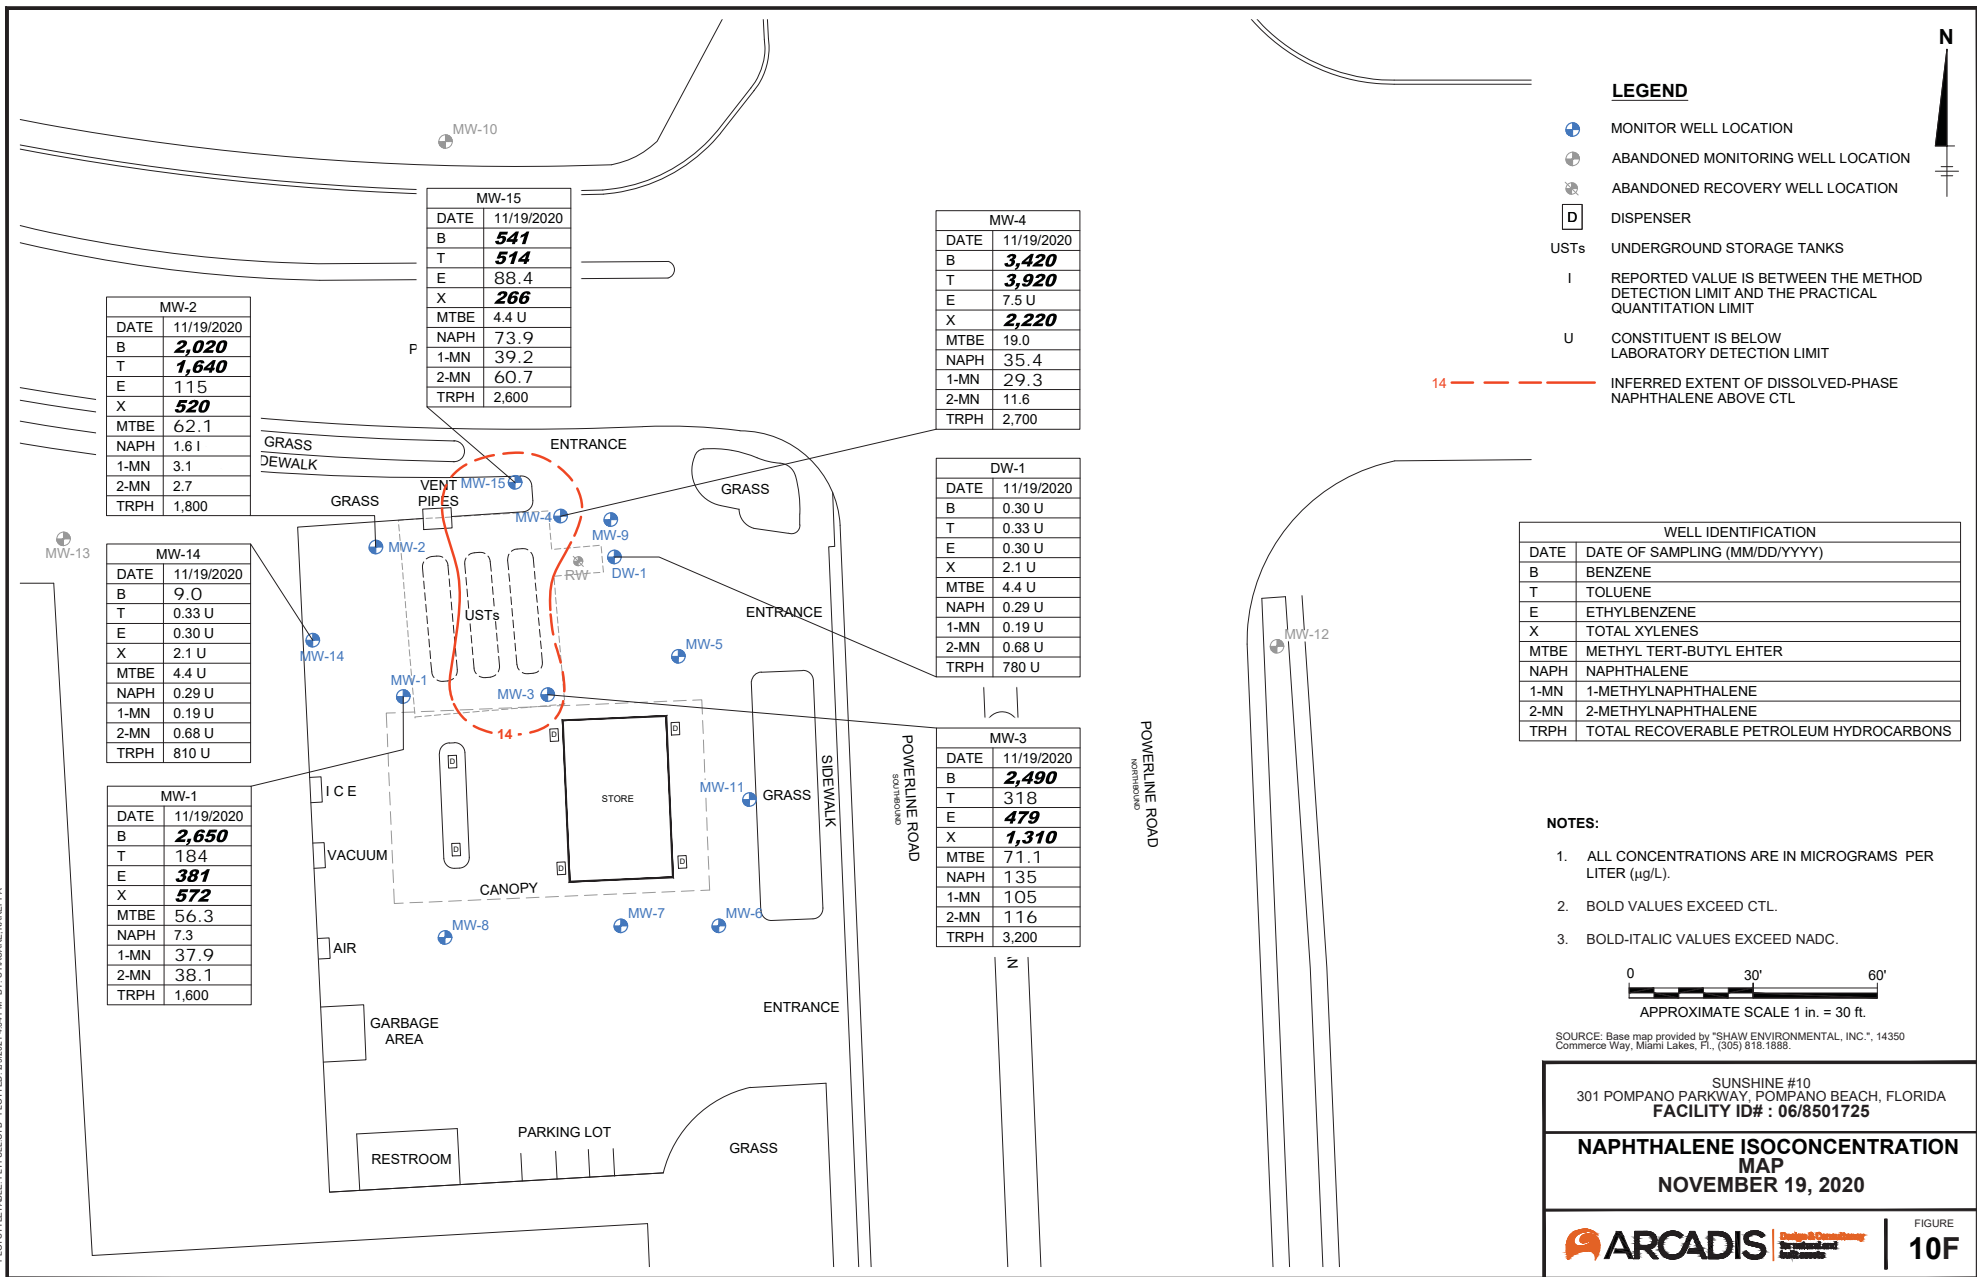 N
LEGEND
MONITOR WELL LOCATION
ABANDONED MONITORING WELL LOCATION
ABANDONED RECOVERY WELL LOCATION
D DISPENSER
USTs UNDERGROUND STORAGE TANKS
I REPORTED VALUE IS BETWEEN THE METHOD
DETECTION LIMIT AND THE PRACTICAL
QUANTITATION LIMIT
U CONSTITUENT IS BELOW
LABORATORY DETECTION LIMIT
14 INFERRED EXTENT OF DISSOLVED-PHASE
NAPHTHALENE ABOVE CTL
MW-10
MW-15
DATE 11/19/2020
B 541
T 514
E 88.4
X 266
MTBE 4.4 U
NAPH 73.9
1-MN 39.2
2-MN 60.7
TRPH 2,600
P
MW-4
DATE 11/19/2020
B 3,420
T 3,920
E 7.5 U
X 2,220
MTBE 19.0
NAPH 35.4
1-MN 29.3
2-MN 11.6
TRPH 2,700
MW-2
DATE 11/19/2020
B 2,020
T 1,640
E 115
X 520
MTBE 62.1
NAPH 1.6 I
1-MN 3.1
2-MN 2.7
TRPH 1,800
DW-1
DATE 11/19/2020
B 0.30 U
T 0.33 U
E 0.30 U
X 2.1 U
MTBE 4.4 U
NAPH 0.29 U
1-MN 0.19 U
2-MN 0.68 U
TRPH 780 U
MW-14
DATE 11/19/2020
B 9.0
T 0.33 U
E 0.30 U
X 2.1 U
MTBE 4.4 U
NAPH 0.29 U
1-MN 0.19 U
2-MN 0.68 U
TRPH 810 U
MW-3
DATE 11/19/2020
B 2,490
T 318
E 479
X 1,310
MTBE 71.1
NAPH 135
1-MN 105
2-MN 116
TRPH 3,200
MW-1
DATE 11/19/2020
B 2,650
T 184
E 381
X 572
MTBE 56.3
NAPH 7.3
1-MN 37.9
2-MN 38.1
TRPH 1,600
GRASS
DEWALK
ENTRANCE
GRASS
VENT
PIPES
MW-15
GRASS
MW-4
MW-9
MW-13
MW-2
RW
DW-1
USTs
ENTRANCE
MW-14
MW-5
MW-12
MW-1
MW-3
14
D
D
D
D
D
D
STORE
MW-11
GRASS
SIDEWALK
POWERLINE ROAD
SOUTHBOUND
POWERLINE ROAD
NORTHBOUND
ICE
VACUUM
CANOPY
AIR
MW-8
MW-7
MW-6
N
GARBAGE
AREA
ENTRANCE
PARKING LOT
RESTROOM
GRASS
WELL IDENTIFICATION
DATE DATE OF SAMPLING (MM/DD/YYYY)
B BENZENE
T TOLUENE
E ETHYLBENZENE
X TOTAL XYLENES
MTBE METHYL TERT-BUTYL EHTER
NAPH NAPHTHALENE
1-MN 1-METHYLNAPHTHALENE
2-MN 2-METHYLNAPHTHALENE
TRPH TOTAL RECOVERABLE PETROLEUM HYDROCARBONS
NOTES:
1. ALL CONCENTRATIONS ARE IN MICROGRAMS PER
LITER (µg/L).
2. BOLD VALUES EXCEED CTL.
3. BOLD-ITALIC VALUES EXCEED NADC.
0 30' 60'
APPROXIMATE SCALE 1 in. = 30 ft.
SOURCE: Base map provided by "SHAW ENVIRONMENTAL, INC.", 14350
Commerce Way, Miami Lakes, Fl., (305) 818.1888.
SUNSHINE #10
301 POMPANO PARKWAY, POMPANO BEACH, FLORIDA
FACILITY ID# : 06/8501725
NAPHTHALENE ISOCONCENTRATION
MAP
NOVEMBER 19, 2020
ARCADIS
Design & Consultancy
for natural and
built assets
FIGURE
10F